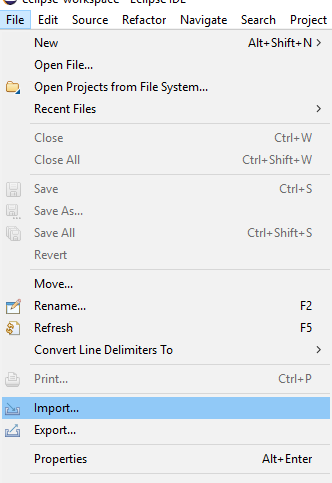 eclipse-workspace - Eclipse IDE
File Edit Source Refactor Navigate Search Project
New Alt+Shift+N >
Open File...
Open Projects from File System...
Recent Files >
Close Ctrl+W
Close All Ctrl+Shift+W
Save Ctrl+S
Save As...
Save All Ctrl+Shift+S
Revert
Move...
Rename... F2
Refresh F5
Convert Line Delimiters To >
Print... Ctrl+P
Import...
Export...
Properties Alt+Enter